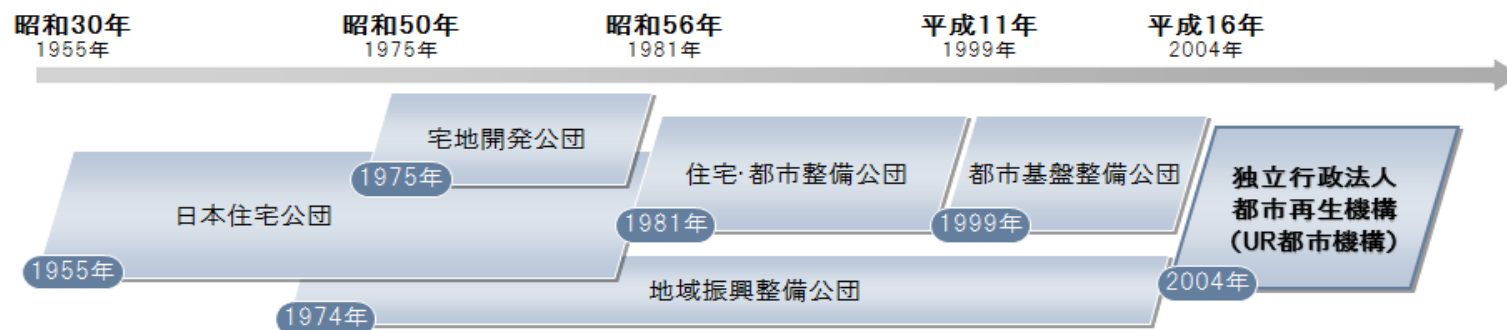 昭和30年
1955年
昭和50年
1975年
昭和56年
1981年
平成11年
1999年
平成16年
2004年
宅地開発公団
1975年
日本住宅公団
1955年
住宅·都市整備公団
1981年
都市基盤整備公団
1999年
地域振興整備公団
1974年
独立行政法人
都市再生機構
(UR都市機構)
2004年